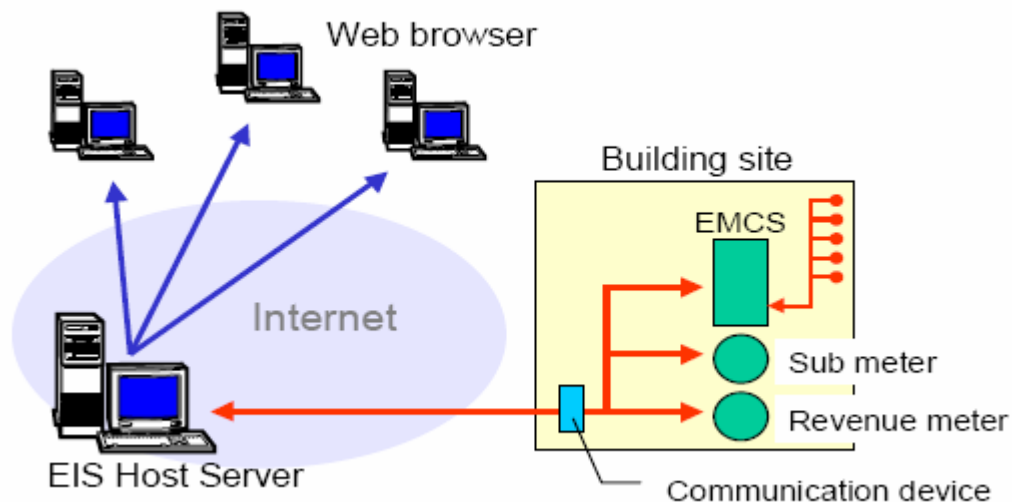 Web browser
Building site
EMCS
Internet
Sub meter
Revenue meter
EIS Host Server
Communication device